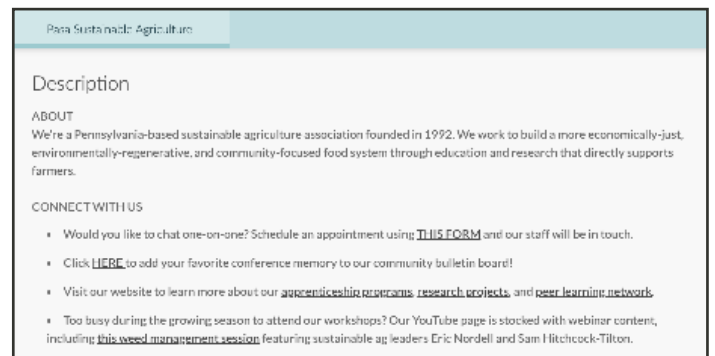 Pasa Sustainable Agriculture
Description
ABOUT
We're a Pennsylvania-based sustainable agriculture association founded in 1992. We work to build a more economically-just,
environmentally-regenerative, and community-focused food system through education and research that directly supports
farmers.
CONNECT WITH US
• Would you like to chat one-on-one? Schedule an appointment using THIS FORM and our staff will be in touch.
• Click HERE to add your favorite conference memory to our community bulletin board!
• Visit our website to learn more about our apprenticeship programs, research projects, and peer learning network.
• Too busy during the growing season to attend our workshops? Our YouTube page is stocked with webinar content,
including this weed management session featuring sustainable ag leaders Eric Nordell and Sam Hitchcock-Tilton.